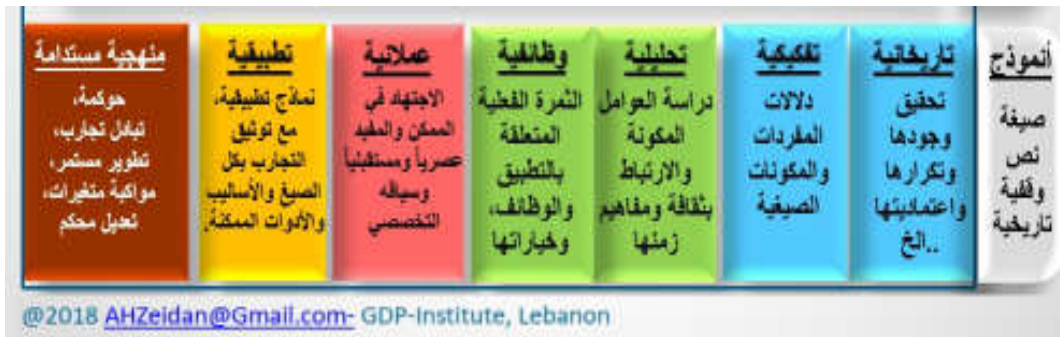 أنموذج
صيغة
نص
وقفية
تاريخية
تاريخانية
تحقيق
وجودها
وتكرارها
واعتماديتها
..الخ
تفكيكية
دلالات
المفردات
والمكونات
الصيغية
تحليلية
دراسة العوامل
المكونة
والارتباط
بثقافة ومفاهيم
زمنها
وظائفية
الثمرة الفعلية
المتعلقة
بالتطبيق
والوظائف،
وخياراتها
عملانية
الاجتهاد في
الممكن والمفيد
عصرياً ومستقبلياً
وسياقه
التخصصي
تطبيقية
نماذج تطبيقية،
مع توثيق
التجارب بكل
الصيغ والأساليب
والأدوات الممكنة.
منهجية مستدامة
حوكمة،
تبادل تجارب،
تطوير مستمر،
مواكبة متغيرات،
تعديل محكم
@2018 AHZeidan@Gmail.com- GDP-Institute, Lebanon